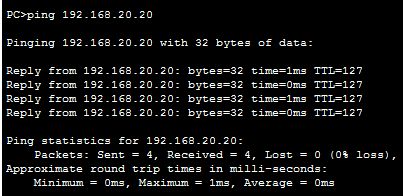 PC>ping 192.168.20.20
Pinging 192.168.20.20 with 32 bytes of data:
Reply from 192.168.20.20: bytes=32 time=1ms TTL=127
Reply from 192.168.20.20: bytes=32 time=0ms TTL=127
Reply from 192.168.20.20: bytes=32 time=1ms TTL=127
Reply from 192.168.20.20: bytes=32 time=0ms TTL=127
Ping statistics for 192.168.20.20:
Packets: Sent = 4, Received = 4, Lost = 0 (0% loss),
Approximate round trip times in milli-seconds:
Minimum = 0ms, Maximum = 1ms, Average = 0ms